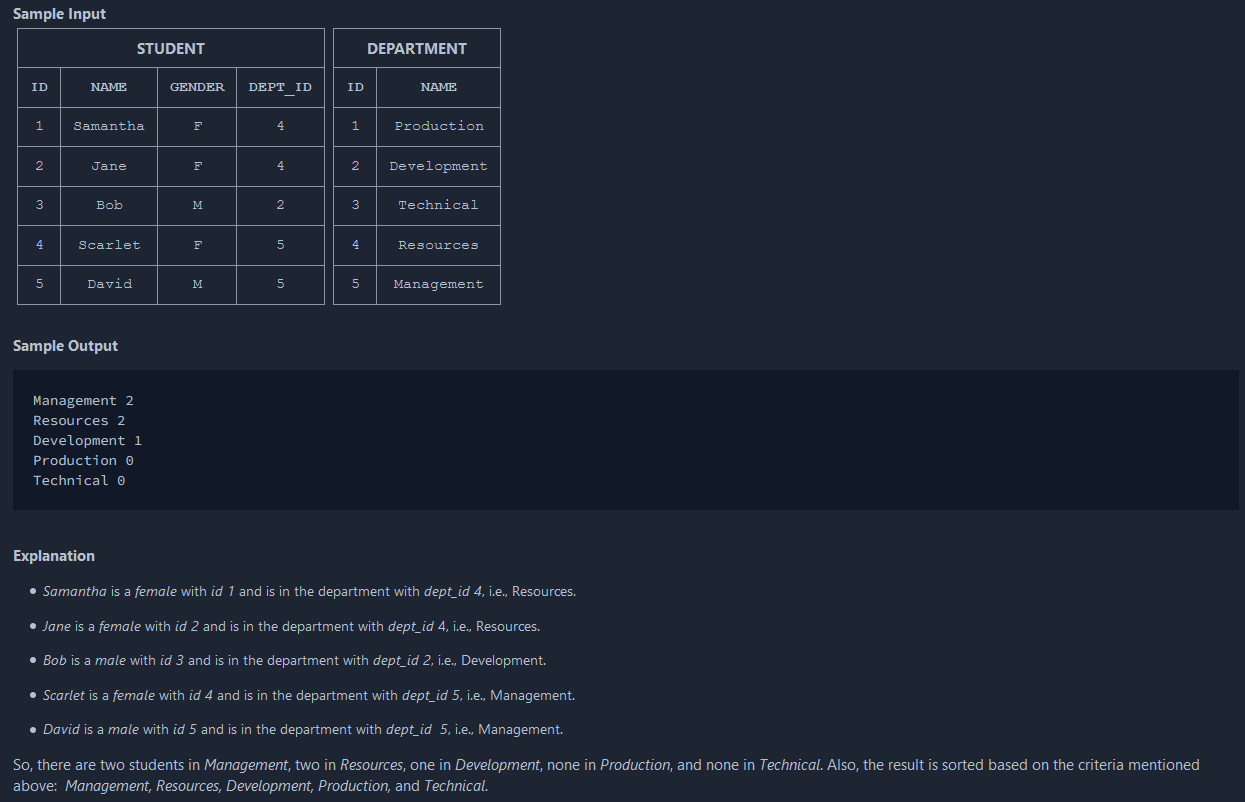 Sample Input
STUDENT DEPARTMENT
ID NAME GENDER DEPT_ID ID NAME
1 Samantha F 4 1 Production
2 Jane F 4 2 Development
3 Bob M 2 3 Technical
4 Scarlet F 5 4 Resources
5 David M 5 5 Management
Sample Output
Management 2
Resources 2
Development 1
Production 0
Technical 0
Explanation
• Samantha is a female with id 1 and is in the department with dept_id 4, i.e., Resources.
• Jane is a female with id 2 and is in the department with dept_id 4, i.e., Resources.
• Bob is a male with id 3 and is in the department with dept_id 2, i.e., Development.
• Scarlet is a female with id 4 and is in the department with dept_id 5, i.e., Management.
• David is a male with id 5 and is in the department with dept_id 5, i.e., Management.
So, there are two students in Management, two in Resources, one in Development, none in Production, and none in Technical. Also, the result is sorted based on the criteria mentioned
above: Management, Resources, Development, Production, and Technical.